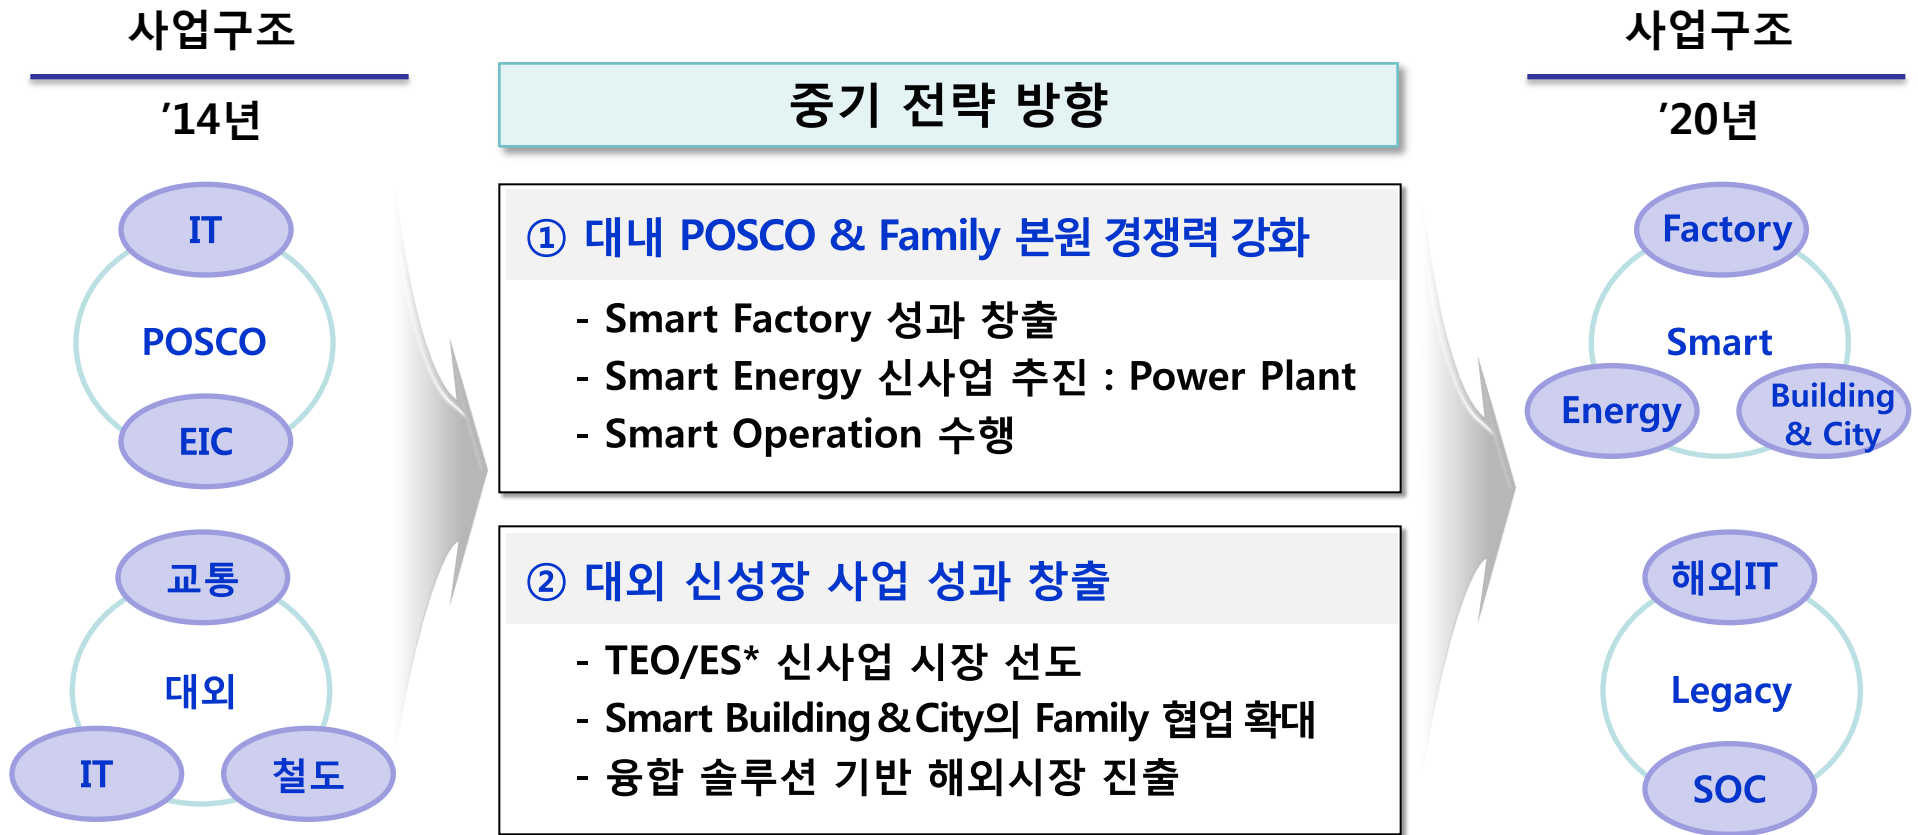 사업구조
’14년
IT
POSCO
EIC
교통
대외
IT
철도
중기 전략 방향
① 대내 POSCO & Family 본원 경쟁력 강화
- Smart Factory 성과 창출
- Smart Energy 신사업 추진 : Power Plant
- Smart Operation 수행
② 대외 신성장 사업 성과 창출
- TEO/ES* 신사업 시장 선도
- Smart Building&City의 Family 협업 확대
- 융합 솔루션 기반 해외시장 진출
사업구조
’20년
Factory
Smart
Energy
Building
& City
해외IT
Legacy
SOC